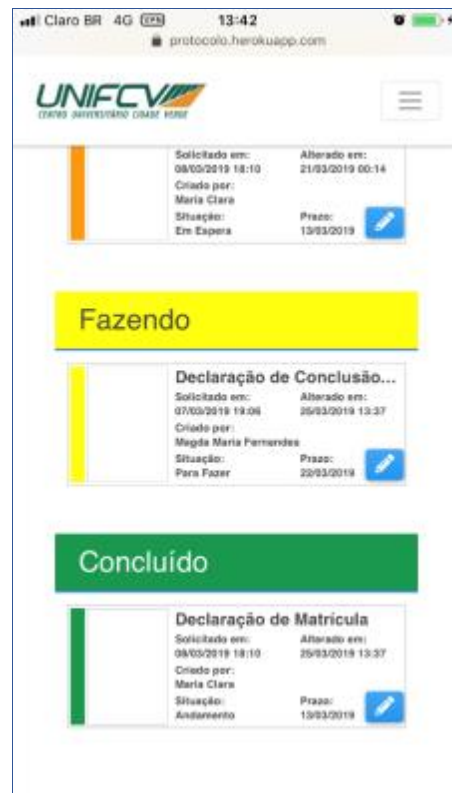 Claro BR 4G VPN 13:42
protocolo.herokuapp.com
UNIFCV
CENTRO UNIVERSITÁRIO CIDADE VERDE
Solicitado em: Alterado em:
08/03/2019 18:10 21/03/2019 00:14
Criado por:
Maria Clara
Situação: Prazo:
Em Espera 13/03/2019
Fazendo
Declaração de Conclusão...
Solicitado em: Alterado em:
07/03/2019 19:06 25/03/2019 13:37
Criado por:
Magda Maria Fernandes
Situação: Prazo:
Para Fazer 22/03/2019
Concluído
Declaração de Matrícula
Solicitado em: Alterado em:
08/03/2019 18:10 25/03/2019 13:37
Criado por:
Maria Clara
Situação: Prazo:
Andamento 13/03/2019